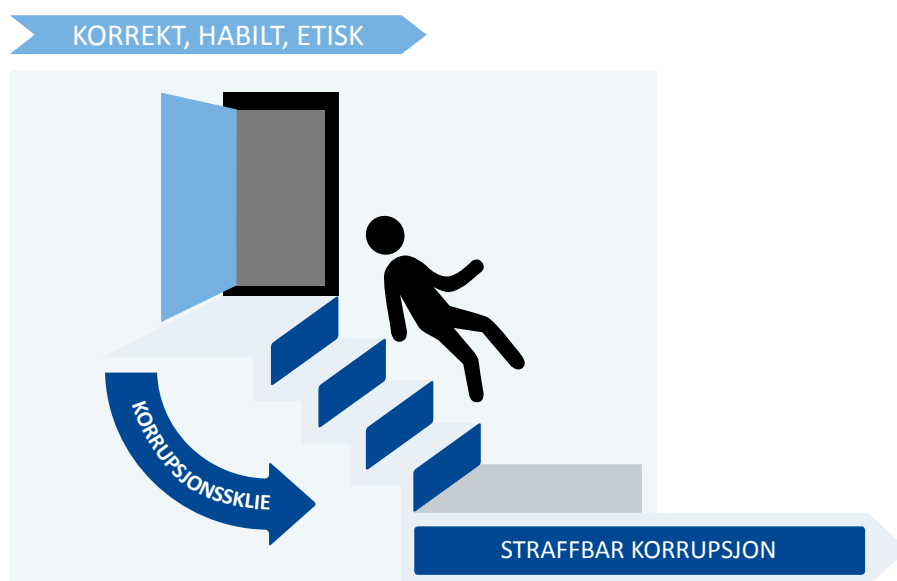 KORREKT, HABILT, ETISK
KORRUPSJONSSKLIE
STRAFFBAR KORRUPSJON